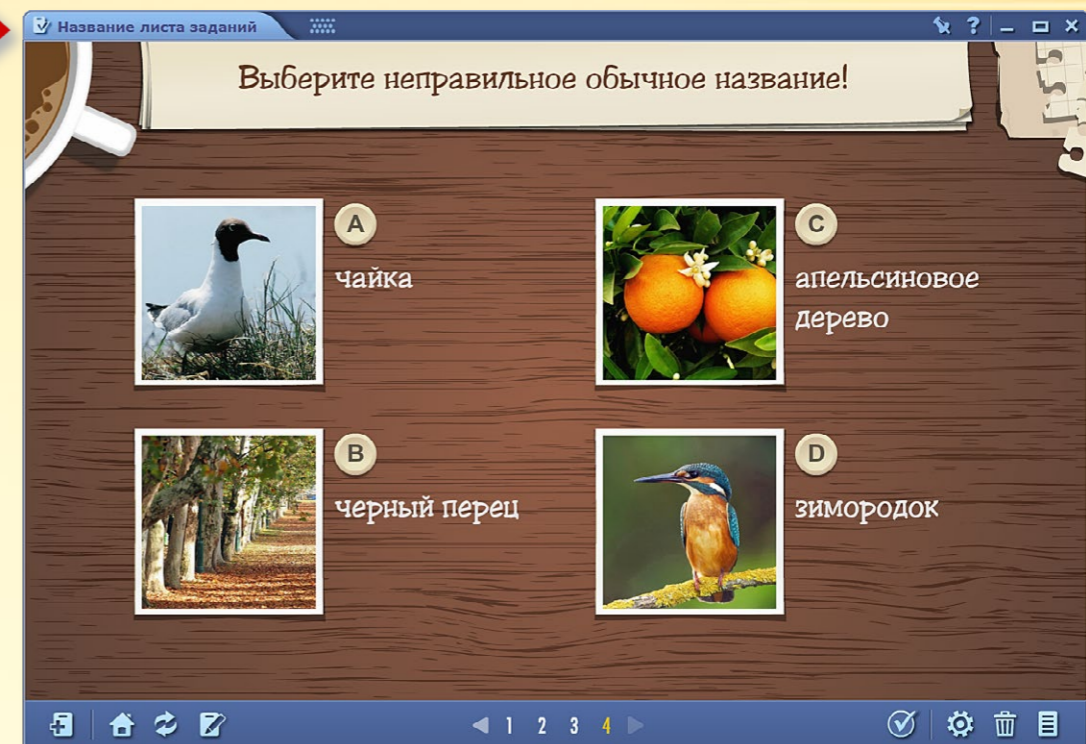 Название листа заданий
Выберите неправильное обычное название!
A
чайка
B
черный перец
C
апельсиновое
дерево
D
зимородок
1 2 3 4